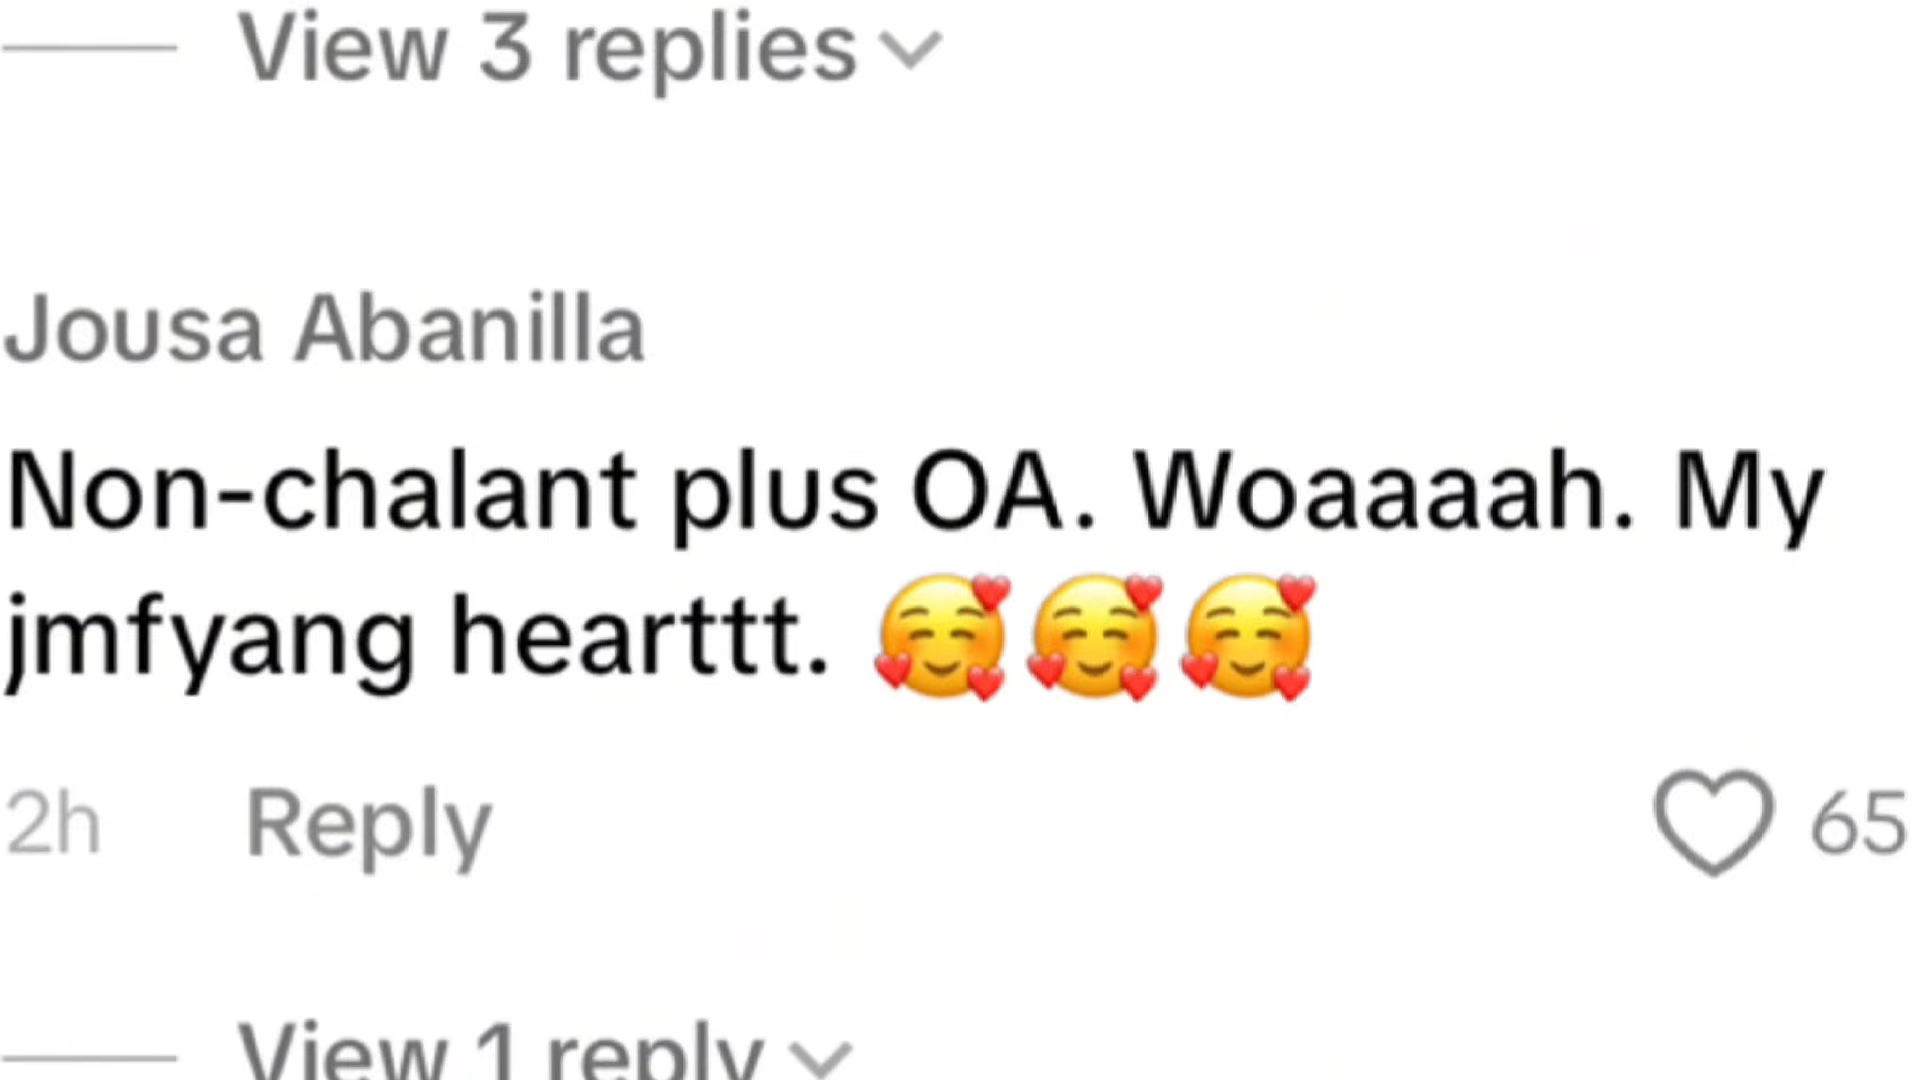 View 3 replies
Jousa Abanilla
Non-chalant plus OA. Woaaaah. My
jmfyang hearttt. 🥰🥰🥰
2h Reply 65
View 1 reply